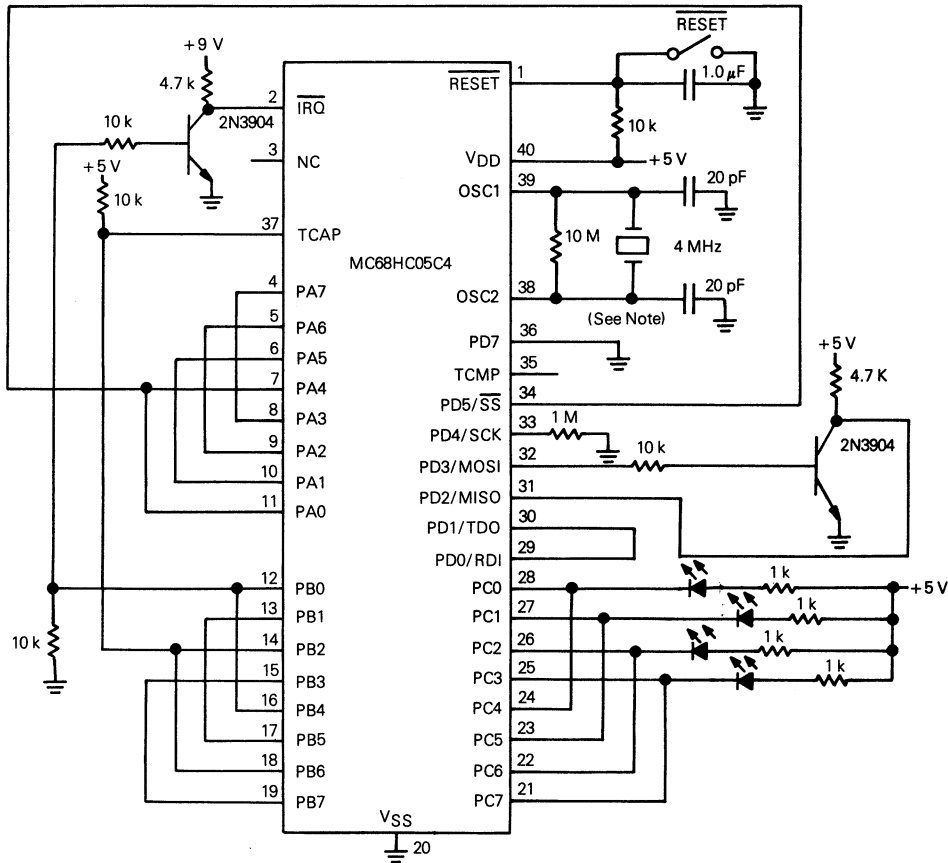 RESET
+9 V
4.7 k
2
IRQ
2N3904
10 k
3
NC
+5 V
10 k
37
TCAP
MC68HC05C4
4
PA7
5
PA6
6
PA5
7
PA4
8
PA3
9
PA2
10
PA1
11
PA0
12
PB0
13
PB1
14
PB2
15
PB3
16
PB4
17
PB5
18
PB6
19
PB7
10 k
VSS
20
1
RESET
1.0 μF
10 k
40
VDD
+5 V
39
OSC1
20 pF
10 M
4 MHz
38
OSC2
20 pF
(See Note)
36
PD7
35
TCMP
34
PD5/SS
33
PD4/SCK
1 M
32
PD3/MOSI
10 k
+5 V
4.7 K
2N3904
31
PD2/MISO
30
PD1/TDO
29
PD0/RDI
28
PC0
1 k
+5 V
27
PC1
1 k
26
PC2
1 k
25
PC3
1 k
24
PC4
23
PC5
22
PC6
21
PC7